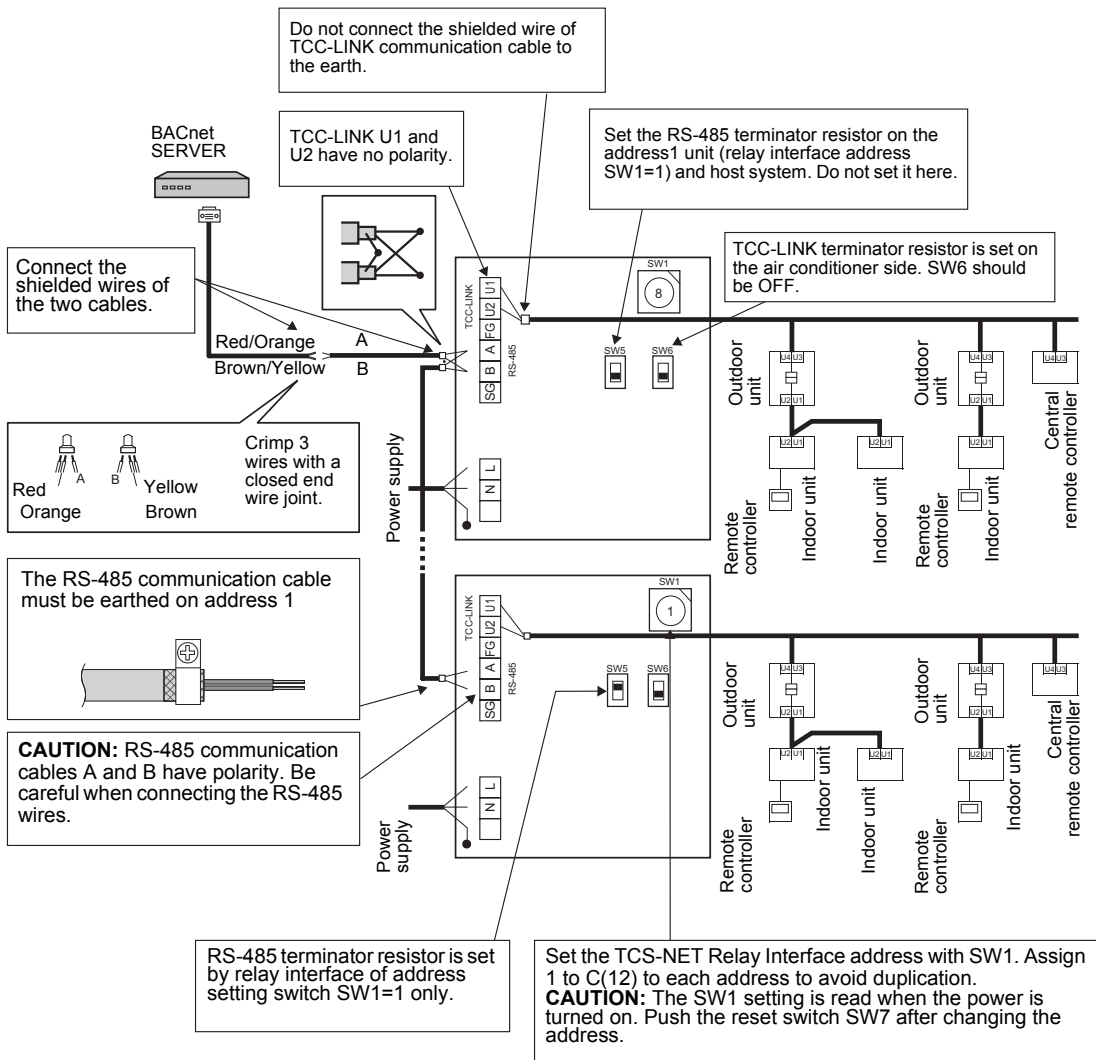 Do not connect the shielded wire of
TCC-LINK communication cable to
the earth.
BACnet
SERVER
TCC-LINK U1 and
U2 have no polarity.
Set the RS-485 terminator resistor on the
address1 unit (relay interface address
SW1=1) and host system. Do not set it here.
TCC-LINK terminator resistor is set on
the air conditioner side. SW6 should
be OFF.
Connect the
shielded wires of
the two cables.
Red/Orange
A
Brown/Yellow
B
TCC-LINK
U1
U2
FG
A
B
SG
RS-485
SW1
8
SW5
SW6
L
N
Power supply
U4 U3
Outdoor
unit
U2 U1
U2 U1
U2 U1
Remote
controller
Indoor unit
Indoor unit
U4 U3
Outdoor
unit
U2 U1
U2 U1
Remote
controller
Indoor unit
U4 U3
Central
remote controller
Red
Orange
A
B
Yellow
Brown
Crimp 3
wires with a
closed end
wire joint.
The RS-485 communication cable
must be earthed on address 1
CAUTION: RS-485 communication
cables A and B have polarity. Be
careful when connecting the RS-485
wires.
TCC-LINK
U1
U2
FG
A
B
SG
RS-485
SW1
1
SW5
SW6
L
N
Power
supply
U4 U3
Outdoor
unit
U2 U1
U2 U1
U2 U1
Remote
controller
Indoor unit
Indoor unit
U4 U3
Outdoor
unit
U2 U1
U2 U1
Remote
controller
Indoor unit
U4 U3
Central
remote controller
RS-485 terminator resistor is set
by relay interface of address
setting switch SW1=1 only.
Set the TCS-NET Relay Interface address with SW1. Assign
1 to C(12) to each address to avoid duplication.
CAUTION: The SW1 setting is read when the power is
turned on. Push the reset switch SW7 after changing the
address.